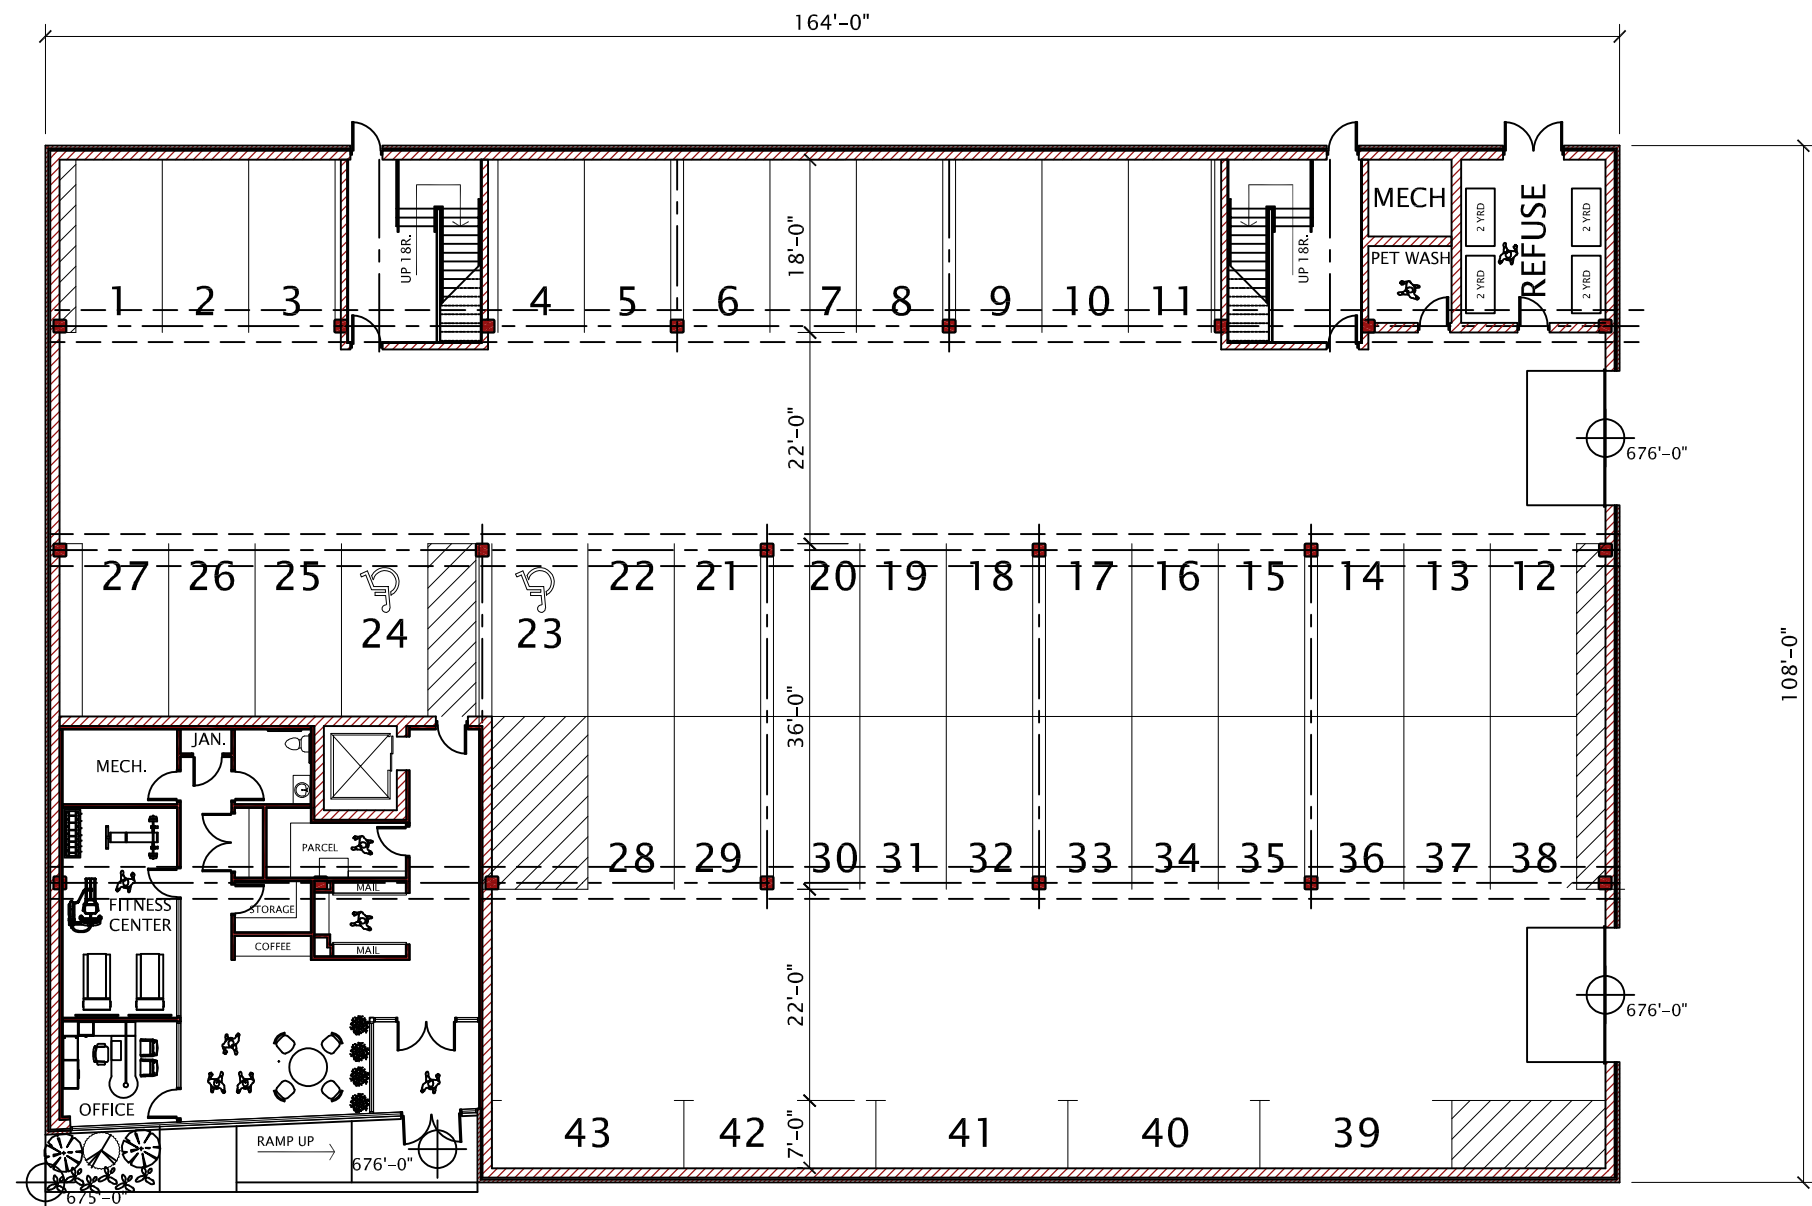 164'-0"
MECH
REFUSE
2 YRD
2 YRD
2 YRD
2 YRD
PET WASH
18'-0"
UP 18R.
UP 18R.
1 2 3 4 5 6 7 8 9 10 11
22'-0"
676'-0"
27 26 25 24 23 22 21 20 19 18 17 16 15 14 13 12
108'-0"
36'-0"
JAN.
MECH.
PARCEL
28 29 30 31 32 33 34 35 36 37 38
MAIL
FITNESS
CENTER
STORAGE
COFFEE
MAIL
22'-0"
676'-0"
OFFICE
43 42 41 40 39
7'-0"
RAMP UP
676'-0"
675'-0"